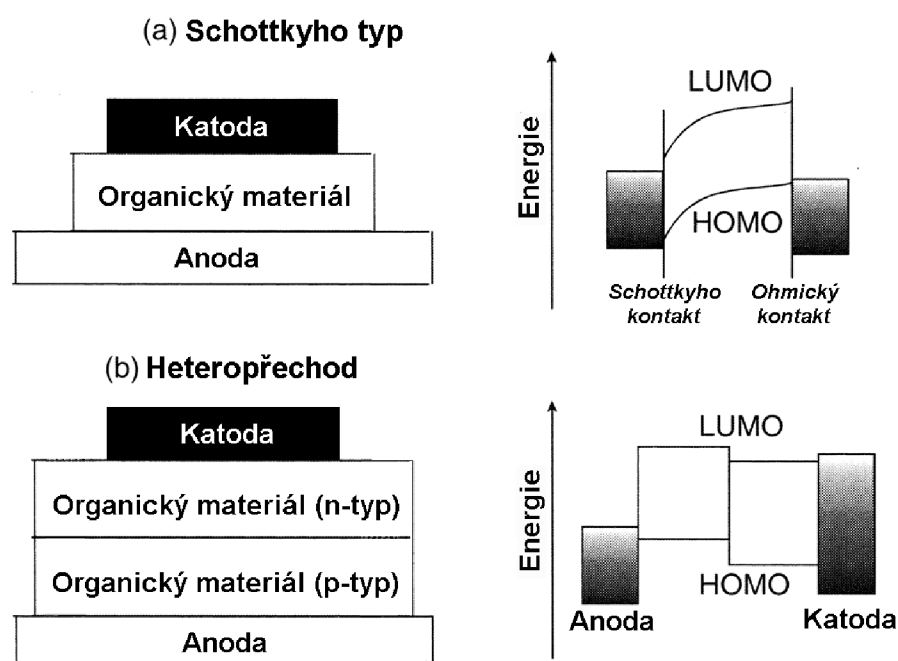 (a) Schottkyho typ
Katoda
Organický materiál
Anoda
Energie
LUMO
HOMO
Schottkyho
kontakt
Ohmický
kontakt
(b) Heteropřechod
Katoda
Organický materiál (n-typ)
Organický materiál (p-typ)
Anoda
Energie
LUMO
HOMO
Anoda
Katoda